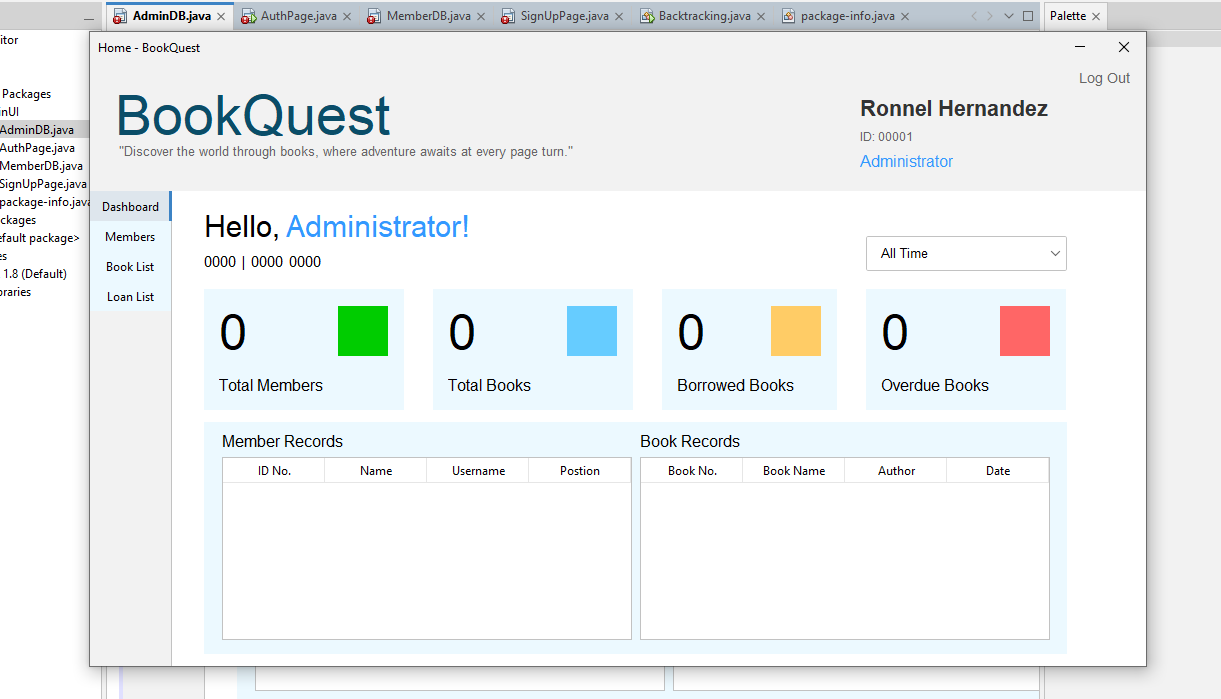 AdminDB.java AuthPage.java MemberDB.java SignUpPage.java Backtracking.java package-info.java Palette
itor
Packages
inUI
AdminDB.java
AuthPage.java
MemberDB.java
SignUpPage.java
package-info.java
ckages
efault package>
es
1.8 (Default)
braries
Home - BookQuest
Log Out
BookQuest
"Discover the world through books, where adventure awaits at every page turn."
Ronnel Hernandez
ID: 00001
Administrator
Dashboard
Members
Book List
Loan List
Hello, Administrator!
0000 | 0000 0000
All Time
0
Total Members
0
Total Books
0
Borrowed Books
0
Overdue Books
Member Records
ID No. Name Username Postion
Book Records
Book No. Book Name Author Date